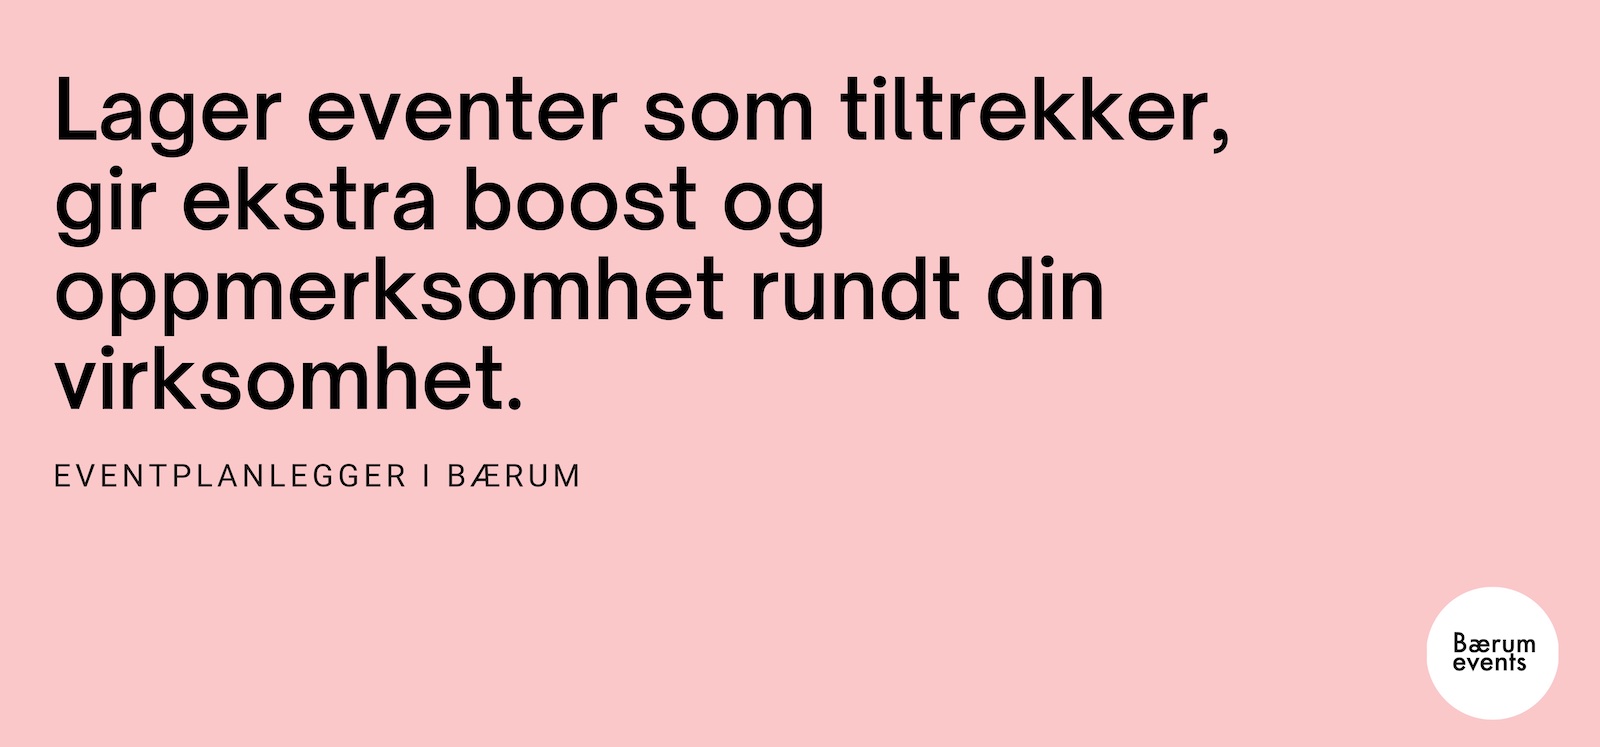 Lager eventer som tiltrekker,
gir ekstra boost og
oppmerksomhet rundt din
virksomhet.
EVENTPLANLEGGER I BÆRUM
Bærum
events